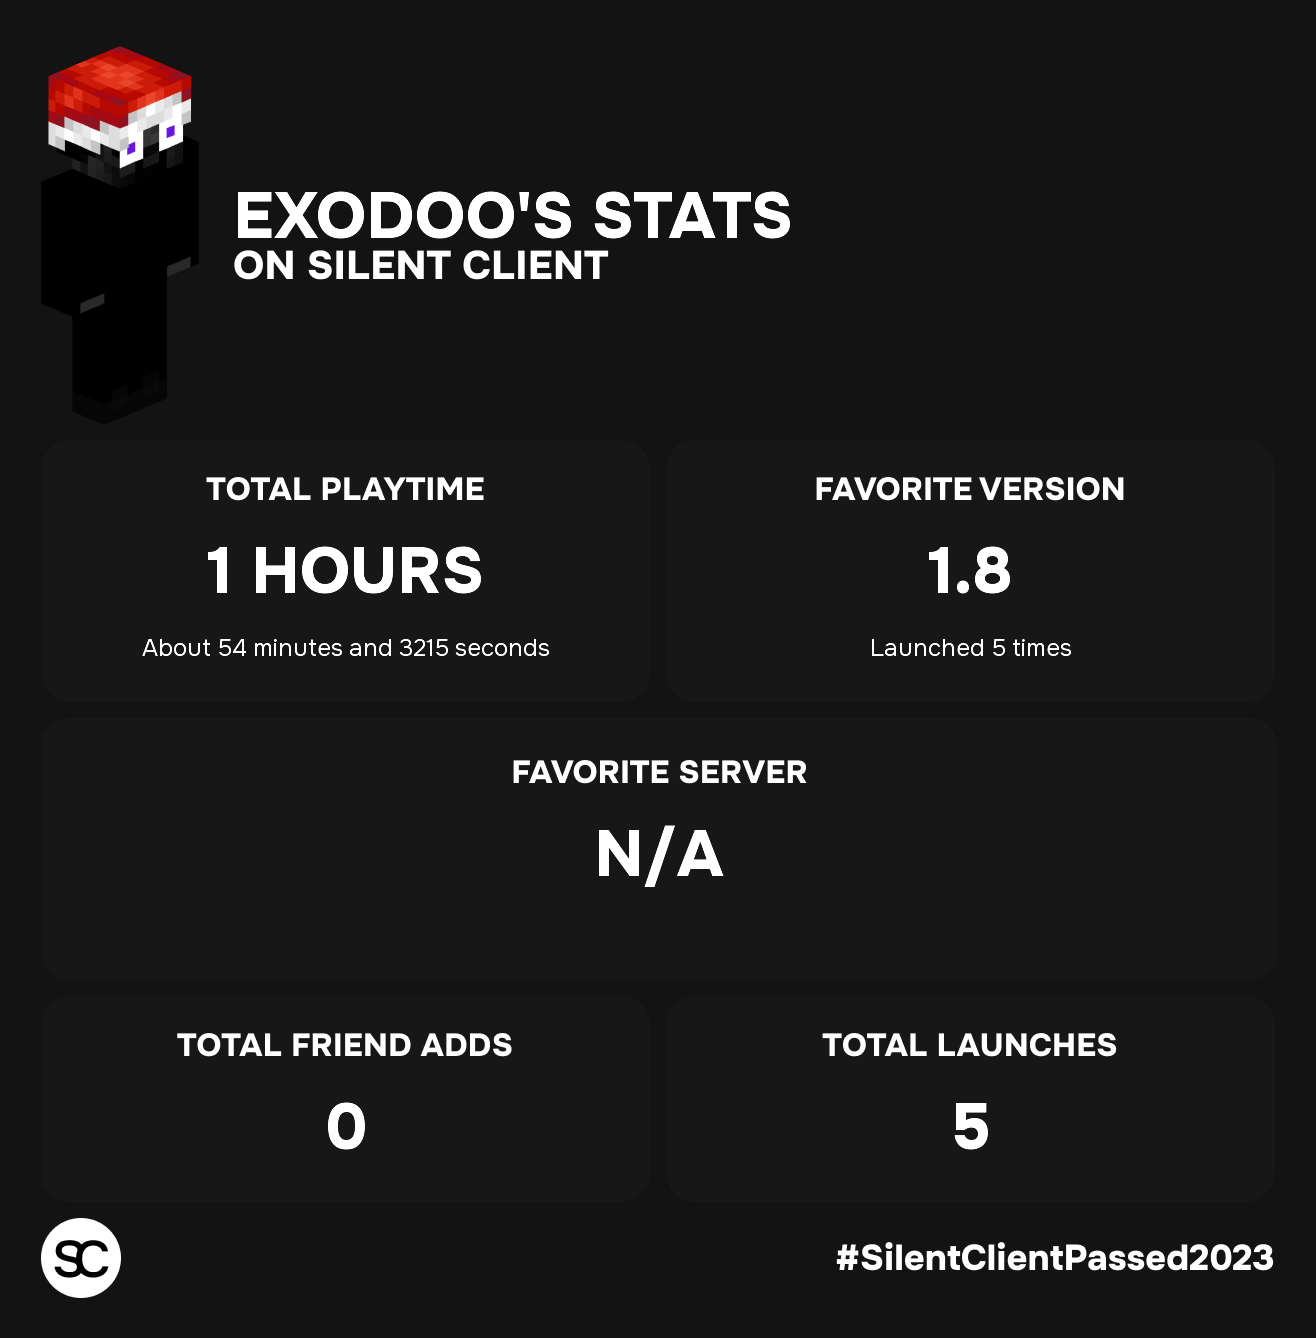 EXODOO'S STATS
ON SILENT CLIENT
TOTAL PLAYTIME
1 HOURS
About 54 minutes and 3215 seconds
FAVORITE VERSION
1.8
Launched 5 times
FAVORITE SERVER
N/A
TOTAL FRIEND ADDS
0
TOTAL LAUNCHES
5
SC
#SilentClientPassed2023